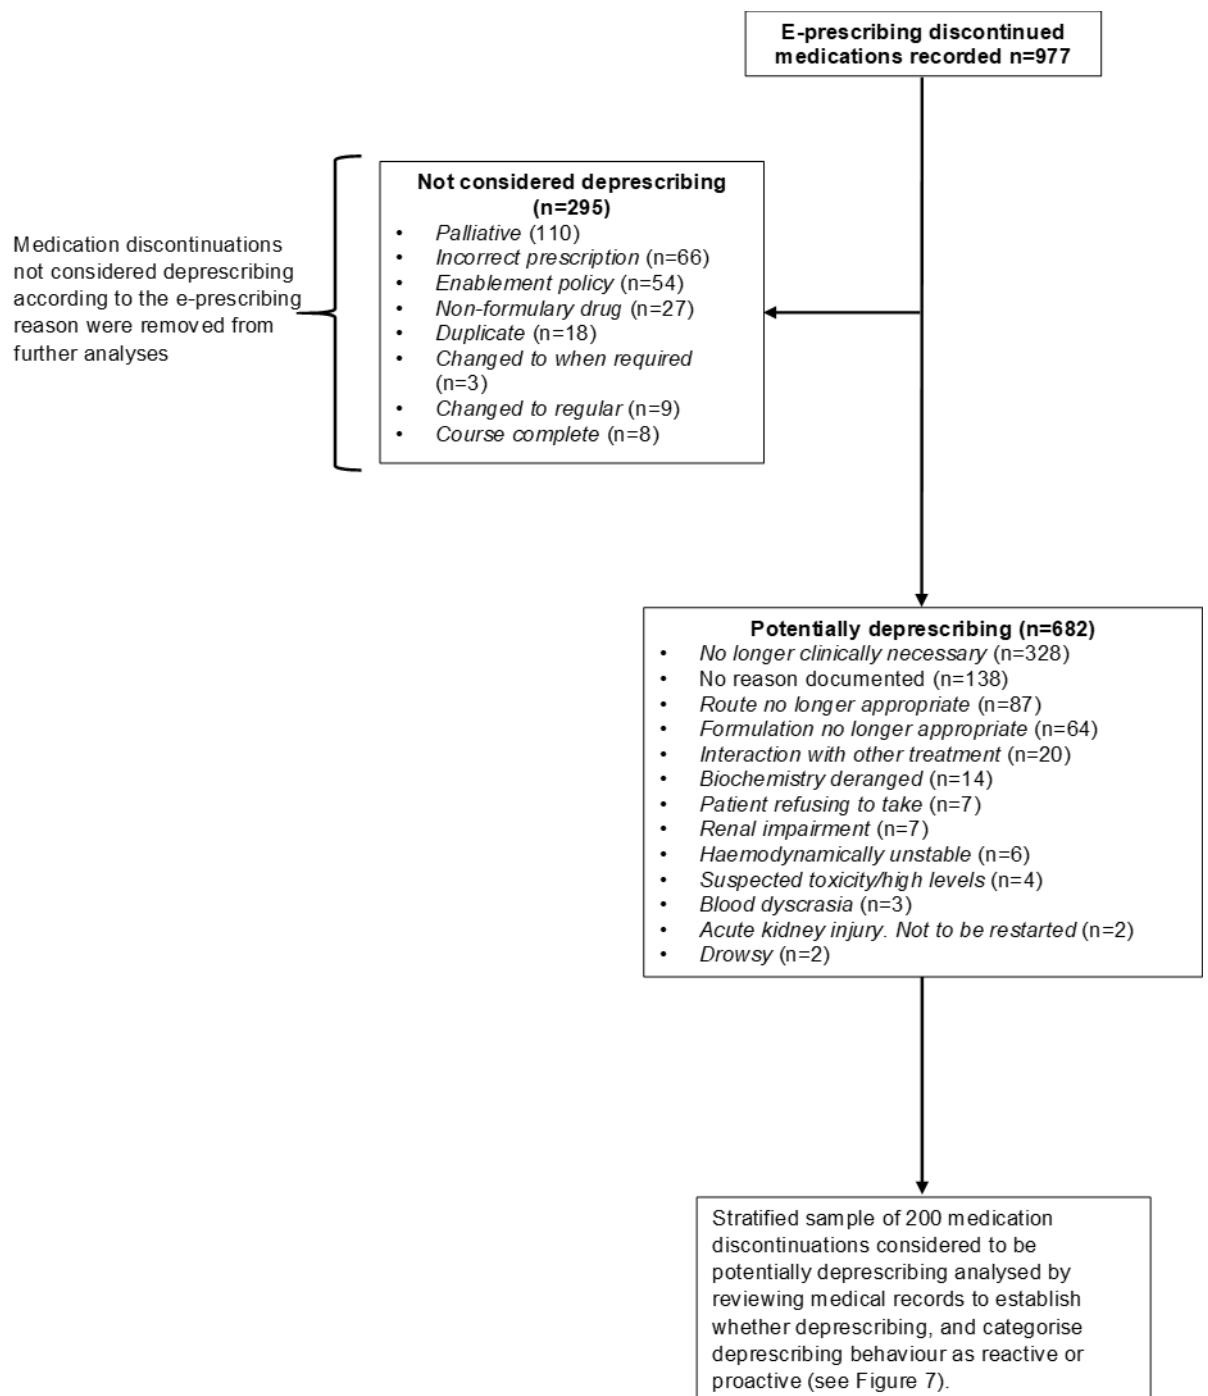 E-prescribing discontinued
medications recorded n=977
Not considered deprescribing
(n=295)
• Palliative (110)
• Incorrect prescription (n=66)
• Enablement policy (n=54)
• Non-formulary drug (n=27)
• Duplicate (n=18)
• Changed to when required
(n=3)
• Changed to regular (n=9)
• Course complete (n=8)
Medication discontinuations
not considered deprescribing
according to the e-prescribing
reason were removed from
further analyses
Potentially deprescribing (n=682)
• No longer clinically necessary (n=328)
• No reason documented (n=138)
• Route no longer appropriate (n=87)
• Formulation no longer appropriate (n=64)
• Interaction with other treatment (n=20)
• Biochemistry deranged (n=14)
• Patient refusing to take (n=7)
• Renal impairment (n=7)
• Haemodynamically unstable (n=6)
• Suspected toxicity/high levels (n=4)
• Blood dyscrasia (n=3)
• Acute kidney injury. Not to be restarted (n=2)
• Drowsy (n=2)
Stratified sample of 200 medication
discontinuations considered to be
potentially deprescribing analysed by
reviewing medical records to establish
whether deprescribing, and categorise
deprescribing behaviour as reactive or
proactive (see Figure 7).